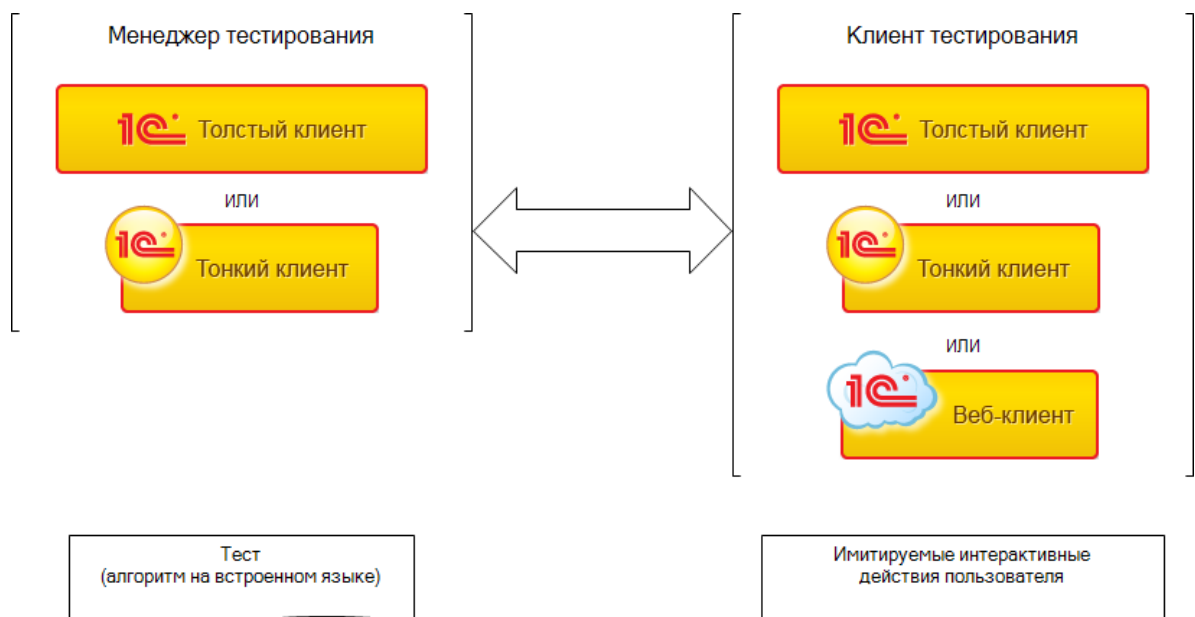 Менеджер тестирования
1С Толстый клиент
или
1С
Тонкий клиент
Клиент тестирования
1С Толстый клиент
или
1С
Тонкий клиент
или
1С
Веб-клиент
Тест
(алгоритм на встроенном языке)
Имитируемые интерактивные
действия пользователя